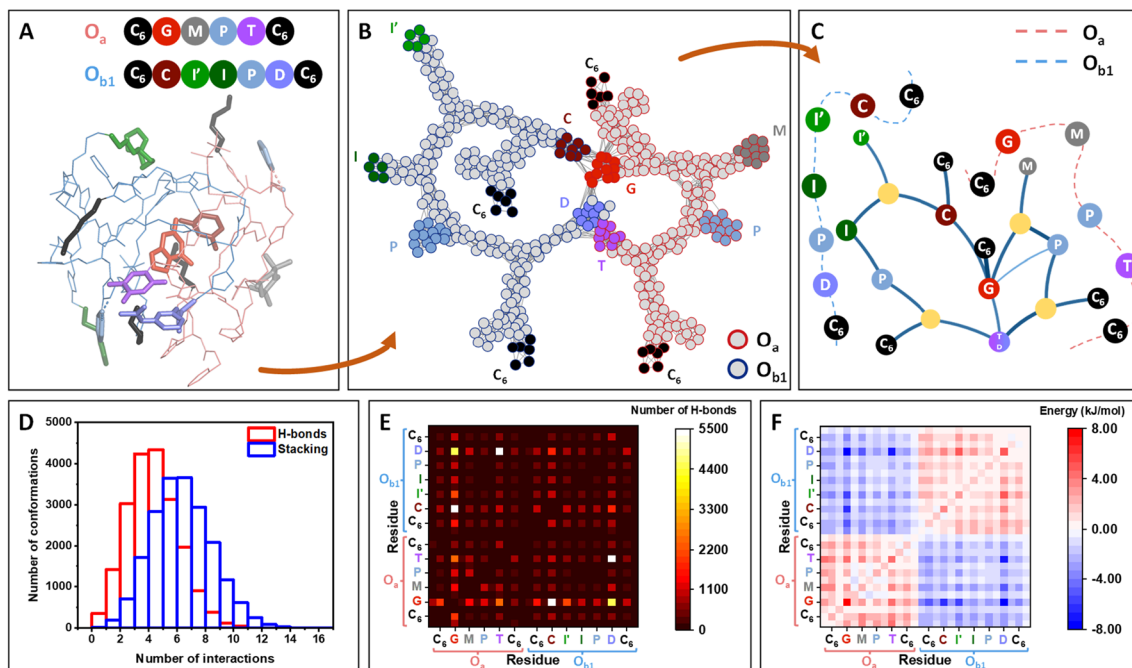 A
Oa C6 G M P T C6
Ob1 C6 C I' I P D C6
B
I'
C6
C
M
I
G
C6
D
P
P
T
C6
C6
Oa
Ob1
C
Oa
Ob1
C6
I'
C
G
M
I'
C6
C6
M
I
C
I
P
C6
P
P
P
G
T
D
C6
C6
T
D
C6
C6
C6
D
Number of conformations
5000
4000
3000
2000
1000
0
H-bonds
Stacking
0 2 4 6 8 10 12 14 16
Number of interactions
E
Number of H-bonds
Residue
Ob1
C6
D
P
I
I'
C
C6
Oa
C6
T
P
M
G
C6
C6 G M P T C6 C6 C I' I P D C6
Oa Residue Ob1
5500
4400
3300
2200
1100
0
F
Energy (kJ/mol)
Residue
Ob1
C6
D
P
I
I'
C
C6
Oa
C6
T
P
M
G
C6
C6 G M P T C6 C6 C I' I P D C6
Oa Residue Ob1
8.00
4.00
0.00
-4.00
-8.00